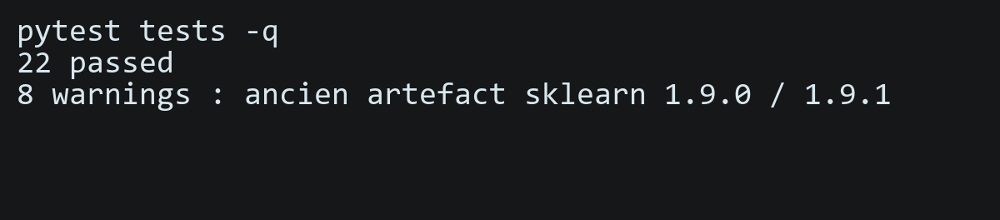 pytest tests -q
22 passed
8 warnings : ancien artefact sklearn 1.9.0 / 1.9.1